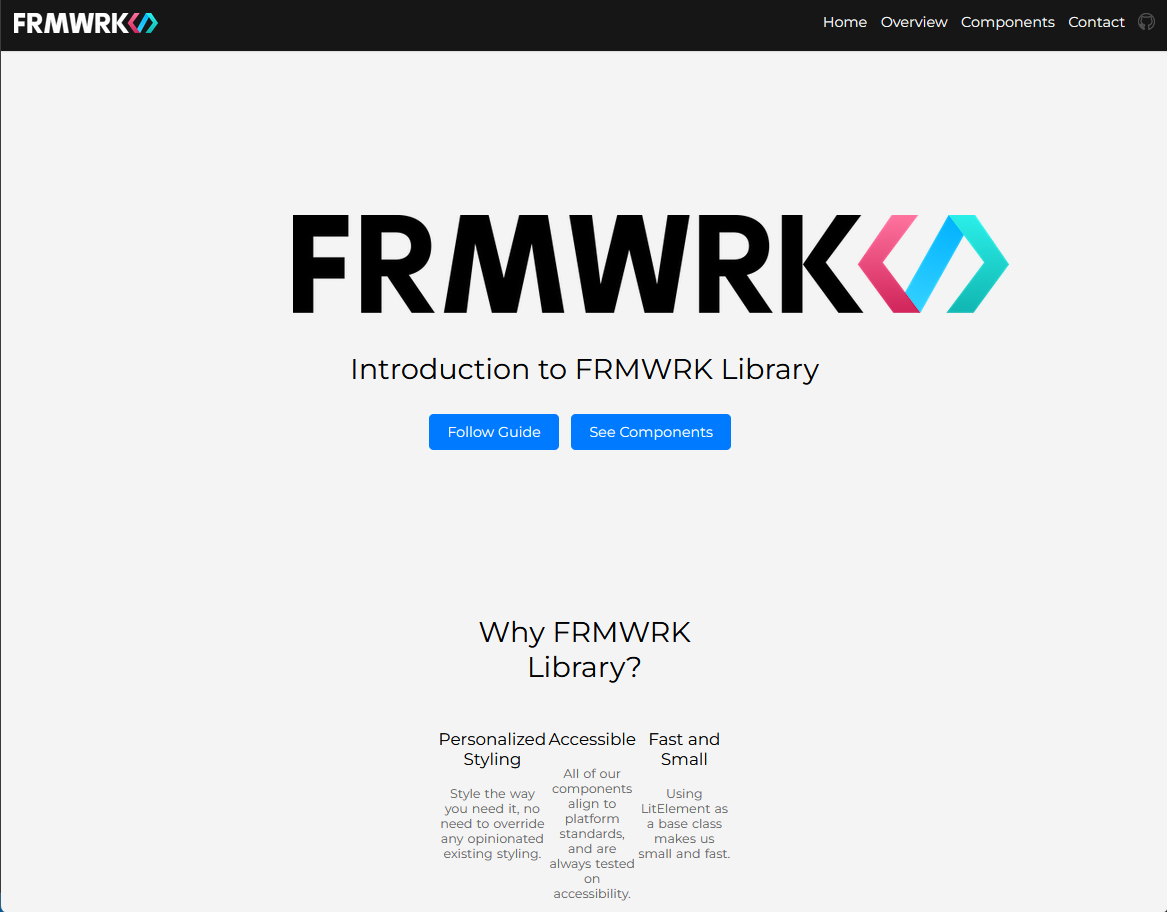 FRMWRK
Home Overview Components Contact
FRMWRK
Introduction to FRMWRK Library
Follow Guide See Components
Why FRMWRK
Library?
Personalized
Styling
Style the way
you need it, no
need to override
any opinionated
existing styling.
Accessible
All of our
components
align to
platform
standards,
and are
always tested
on
accessibility.
Fast and
Small
Using
LitElement as
a base class
makes us
small and fast.